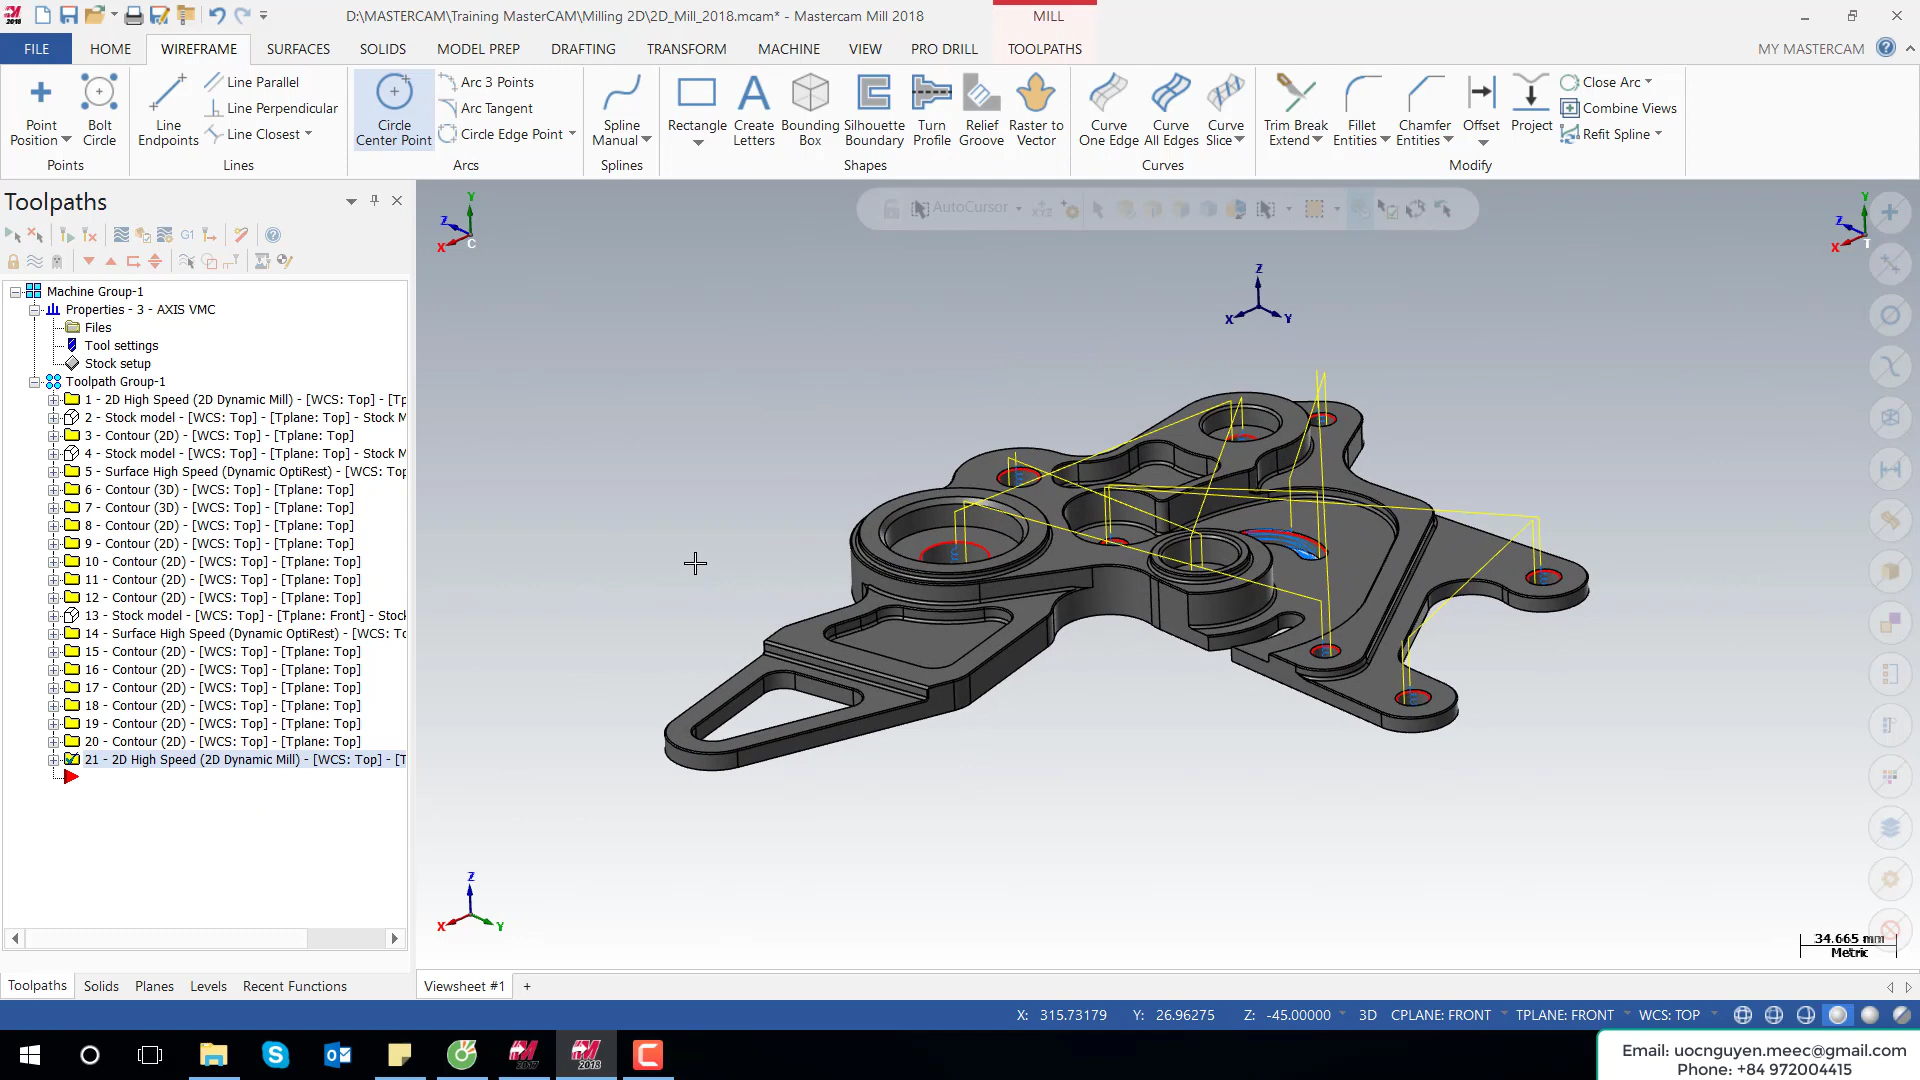 D:\MASTERCAM\Training MasterCAM\Milling 2D\2D_Mill_2018.mcam* - Mastercam Mill 2018
MILL
FILE HOME WIREFRAME SURFACES SOLIDS MODEL PREP DRAFTING TRANSFORM MACHINE VIEW PRO DRILL TOOLPATHS MY MASTERCAM
Point Position
Bolt Circle
Points
Line Endpoints
Line Parallel
Line Perpendicular
Line Closest
Lines
Circle Center Point
Arc 3 Points
Arc Tangent
Circle Edge Point
Arcs
Spline Manual
Splines
Rectangle
Create Letters
Bounding Box
Silhouette Boundary
Turn Profile
Relief Groove
Raster to Vector
Shapes
Curve One Edge
Curve All Edges
Curve Slice
Curves
Trim Break Extend
Fillet Entities
Chamfer Entities
Offset
Project
Close Arc
Combine Views
Refit Spline
Modify
Toolpaths
G1
AutoCursor
XYZ
Machine Group-1
Properties - 3 - AXIS VMC
Files
Tool settings
Stock setup
Toolpath Group-1
1 - 2D High Speed (2D Dynamic Mill) - [WCS: Top] - [Tp
2 - Stock model - [WCS: Top] - [Tplane: Top] - Stock M
3 - Contour (2D) - [WCS: Top] - [Tplane: Top]
4 - Stock model - [WCS: Top] - [Tplane: Top] - Stock M
5 - Surface High Speed (Dynamic OptiRest) - [WCS: Top
6 - Contour (3D) - [WCS: Top] - [Tplane: Top]
7 - Contour (3D) - [WCS: Top] - [Tplane: Top]
8 - Contour (2D) - [WCS: Top] - [Tplane: Top]
9 - Contour (2D) - [WCS: Top] - [Tplane: Top]
10 - Contour (2D) - [WCS: Top] - [Tplane: Top]
11 - Contour (2D) - [WCS: Top] - [Tplane: Top]
12 - Contour (2D) - [WCS: Top] - [Tplane: Top]
13 - Stock model - [WCS: Top] - [Tplane: Front] - Stock
14 - Surface High Speed (Dynamic OptiRest) - [WCS: To
15 - Contour (2D) - [WCS: Top] - [Tplane: Top]
16 - Contour (2D) - [WCS: Top] - [Tplane: Top]
17 - Contour (2D) - [WCS: Top] - [Tplane: Top]
18 - Contour (2D) - [WCS: Top] - [Tplane: Top]
19 - Contour (2D) - [WCS: Top] - [Tplane: Top]
20 - Contour (2D) - [WCS: Top] - [Tplane: Top]
21 - 2D High Speed (2D Dynamic Mill) - [WCS: Top] - [T
Y
Z
X
C
Y
Z
X
T
Z
X Y
Z
X Y
34.665 mm
Metric
Toolpaths Solids Planes Levels Recent Functions
Viewsheet #1 +
X: 315.73179 Y: 26.96275 Z: -45.00000 3D CPLANE: FRONT TPLANE: FRONT WCS: TOP
2017
2018
Email: uocnguyen.meec@gmail.com
Phone: +84 972004415